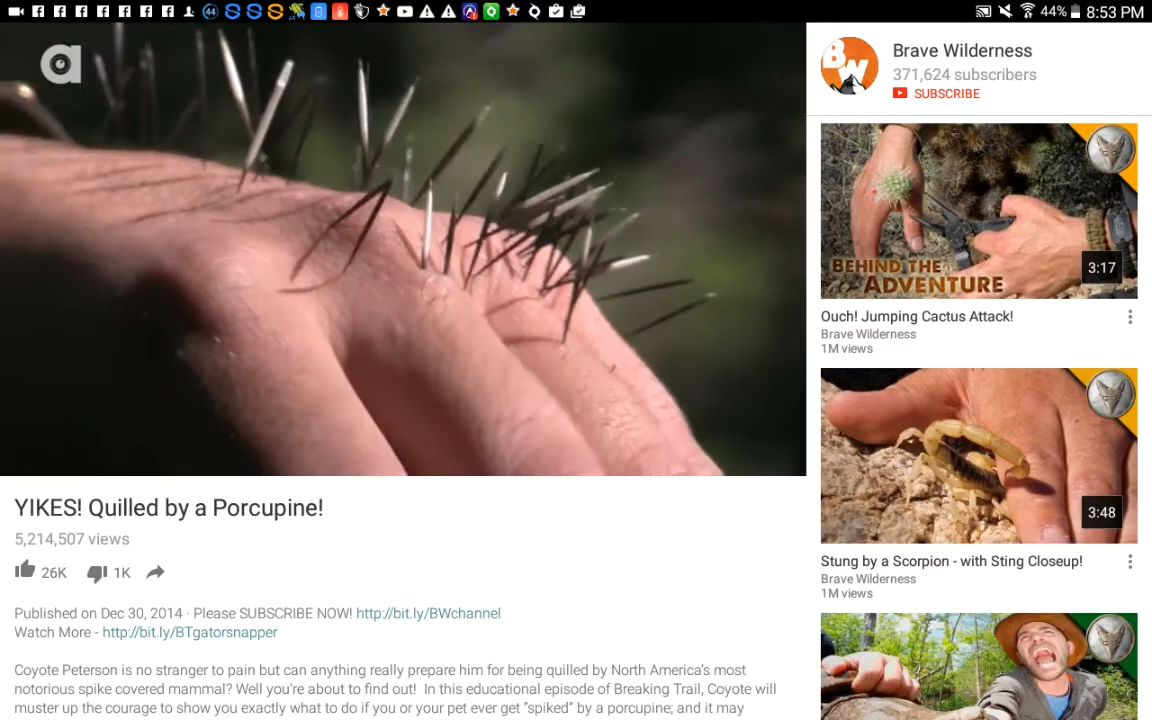 44
44% 8:53 PM
a
YIKES! Quilled by a Porcupine!
5,214,507 views
26K 1K
Published on Dec 30, 2014 · Please SUBSCRIBE NOW! http://bit.ly/BWchannel
Watch More - http://bit.ly/BTgatorsnapper
Coyote Peterson is no stranger to pain but can anything really prepare him for being quilled by North America's most
notorious spike covered mammal? Well you're about to find out!  In this educational episode of Breaking Trail, Coyote will
muster up the courage to show you exactly what to do if you or your pet ever get "spiked" by a porcupine; and it may
BW
Brave Wilderness
371,624 subscribers
SUBSCRIBE
BEHIND THE
ADVENTURE
3:17
Ouch! Jumping Cactus Attack!
Brave Wilderness
1M views
3:48
Stung by a Scorpion - with Sting Closeup!
Brave Wilderness
1M views